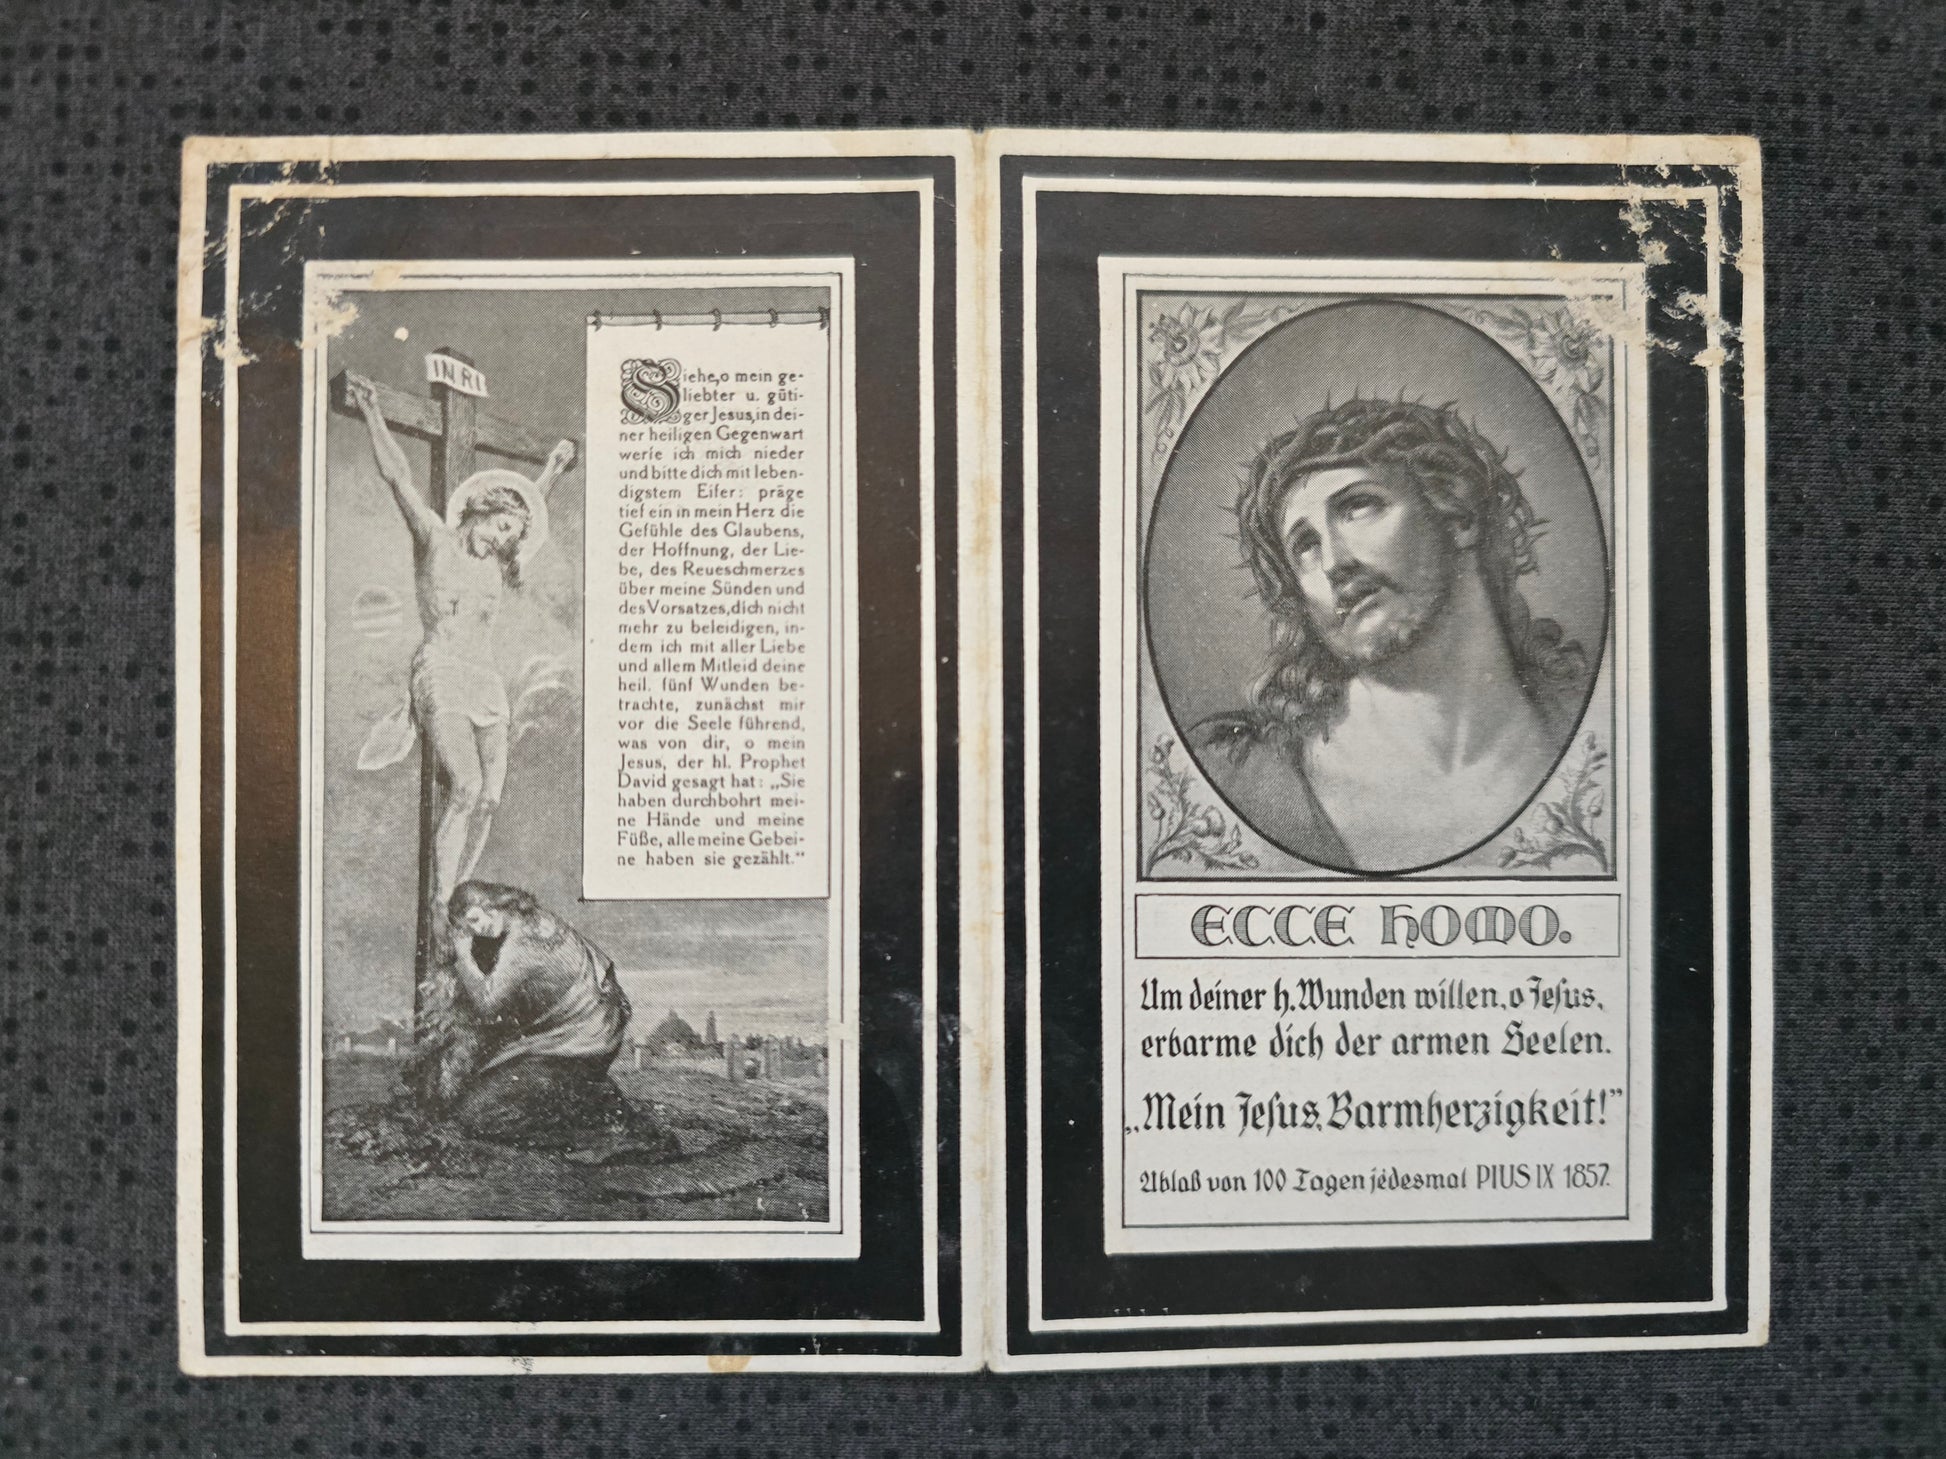 INRI
Siehe, o mein ge-
liebter u. güti-
ger Jesus, in dei-
ner heiligen Gegenwart
werfe ich mich nieder
und bitte dich mit leben-
digstem Eifer: präge
tief ein in mein Herz die
Gefühle des Glaubens,
der Hoffnung, der Lie-
be, des Reueschmerzes
über meine Sünden und
des Vorsatzes, dich nicht
mehr zu beleidigen, in-
dem ich mit aller Liebe
und allem Mitleid deine
heil. fünf Wunden be-
trachte, zunächst mir
vor die Seele führend,
was von dir, o mein
Jesus, der hl. Prophet
David gesagt hat: „Sie
haben durchbohrt mei-
ne Hände und meine
Füße, alle meine Gebei-
ne haben sie gezählt.“
ECCE HOMO.
Um deiner h. Wunden willen, o Jesus,
erbarme dich der armen Seelen.
„Mein Jesus, Barmherzigkeit!”
Ablaß von 100 Tagen jedesmal PIUS IX 1857.